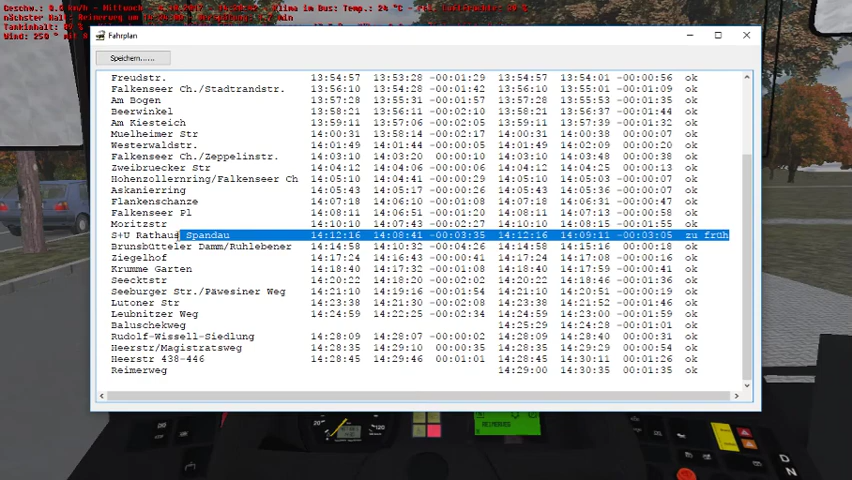 Geschw.: 0.0 km/h - Mittwoch
Klima im Bus: Temp.: 24 °C
nächster Halt: Reimerweg um
Tankinhalt:
Wind: 250 ° mit
Fahrplan
Speichern......
Freudstr. 13:54:57 13:53:28 -00:01:29 13:54:57 13:54:01 -00:00:56 ok
Falkenseer Ch./Stadtrandstr. 13:56:10 13:54:28 -00:01:42 13:56:10 13:55:01 -00:01:09 ok
Am Bogen 13:57:28 13:55:31 -00:01:57 13:57:28 13:55:53 -00:01:35 ok
Beerwinkel 13:58:21 13:56:11 -00:02:10 13:58:21 13:56:37 -00:01:44 ok
Am Kiesteich 13:59:11 13:57:06 -00:02:05 13:59:11 13:57:39 -00:01:32 ok
Muelheimer Str 14:00:31 13:58:14 -00:02:17 14:00:31 14:00:38 00:00:07 ok
Westerwaldstr. 14:01:49 14:01:44 -00:00:05 14:01:49 14:02:09 00:00:20 ok
Falkenseer Ch./Zeppelinstr. 14:03:10 14:03:20 00:00:10 14:03:10 14:03:48 00:00:38 ok
Zweibruecker Str 14:04:10 14:04:04 -00:00:06 14:04:10 14:04:26 00:00:16 ok
Hohenzollernring/Falkenseer Ch 14:05:10 14:04:41 -00:00:29 14:05:10 14:05:03 -00:00:07 ok
Askanierring 14:05:43 14:05:17 -00:00:26 14:05:43 14:05:36 -00:00:07 ok
Flankenschanze 14:07:18 14:06:10 -00:01:08 14:07:18 14:06:31 -00:00:47 ok
Falkenseer Pl 14:08:11 14:06:51 -00:01:20 14:08:11 14:07:13 -00:00:58 ok
Moritzstr 14:10:10 14:07:43 -00:02:27 14:10:10 14:08:13 -00:01:57 ok
S+U Rathaus Spandau 14:12:16 14:08:41 -00:03:35 14:12:16 14:09:11 -00:03:05 zu früh
Brunsbütteler Damm/Ruhlebener 14:14:58 14:10:32 -00:04:26 14:14:58 14:15:16 00:00:18 ok
Ziegelhof 14:17:24 14:16:43 -00:00:41 14:17:24 14:17:08 -00:00:16 ok
Krumme Garten 14:18:40 14:17:32 -00:01:08 14:18:40 14:17:59 -00:00:41 ok
Seecktstr 14:20:22 14:18:20 -00:02:02 14:20:22 14:18:46 -00:01:36 ok
Seeburger Str./Päwesiner Weg 14:21:10 14:19:16 -00:01:54 14:21:10 14:20:51 -00:00:19 ok
Lutoner Str 14:23:38 14:21:30 -00:02:08 14:23:38 14:21:52 -00:01:46 ok
Leubnitzer Weg 14:24:59 14:22:25 -00:02:34 14:24:59 14:23:00 -00:01:59 ok
Baluschekweg 14:25:29 14:24:28 -00:01:01 ok
Rudolf-Wissell-Siedlung 14:28:09 14:28:07 -00:00:02 14:28:09 14:28:40 00:00:31 ok
Heerstr/Magistratsweg 14:28:35 14:29:10 00:00:35 14:28:35 14:29:29 00:00:54 ok
Heerstr 438-446 14:28:45 14:29:46 00:01:01 14:28:45 14:30:11 00:01:26 ok
Reimerweg 14:29:00 14:30:35 00:01:35 ok
REIMERWEG
120
D
N